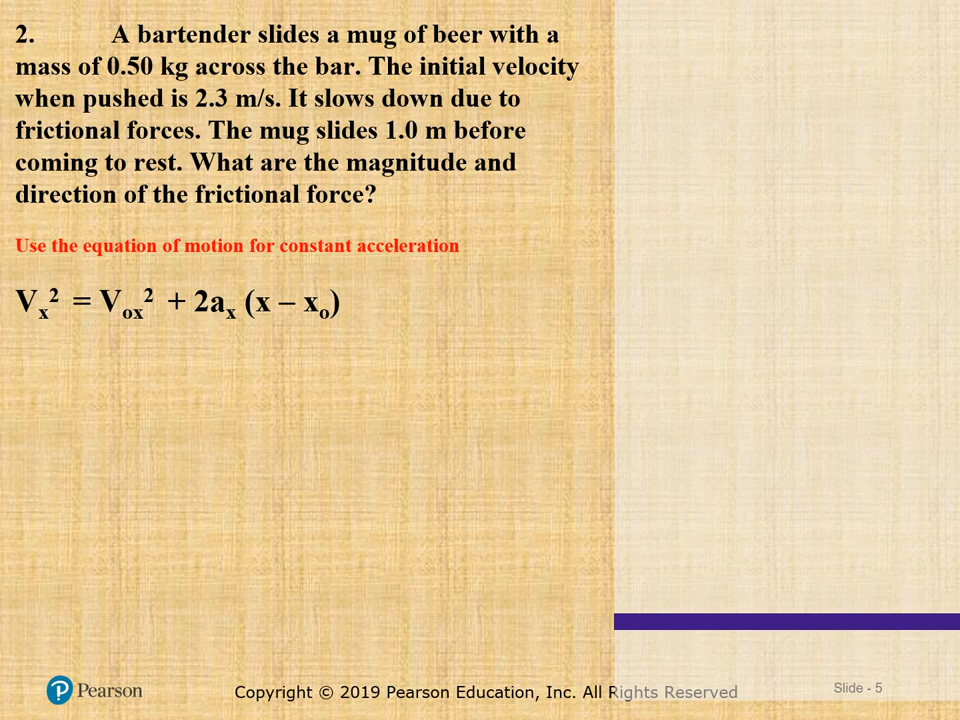 2. A bartender slides a mug of beer with a
mass of 0.50 kg across the bar. The initial velocity
when pushed is 2.3 m/s. It slows down due to
frictional forces. The mug slides 1.0 m before
coming to rest. What are the magnitude and
direction of the frictional force?
Use the equation of motion for constant acceleration
Vₓ² = Vₒₓ² + 2aₓ (x – xₒ)
Pearson
Copyright © 2019 Pearson Education, Inc. All Rights Reserved
Slide - 5